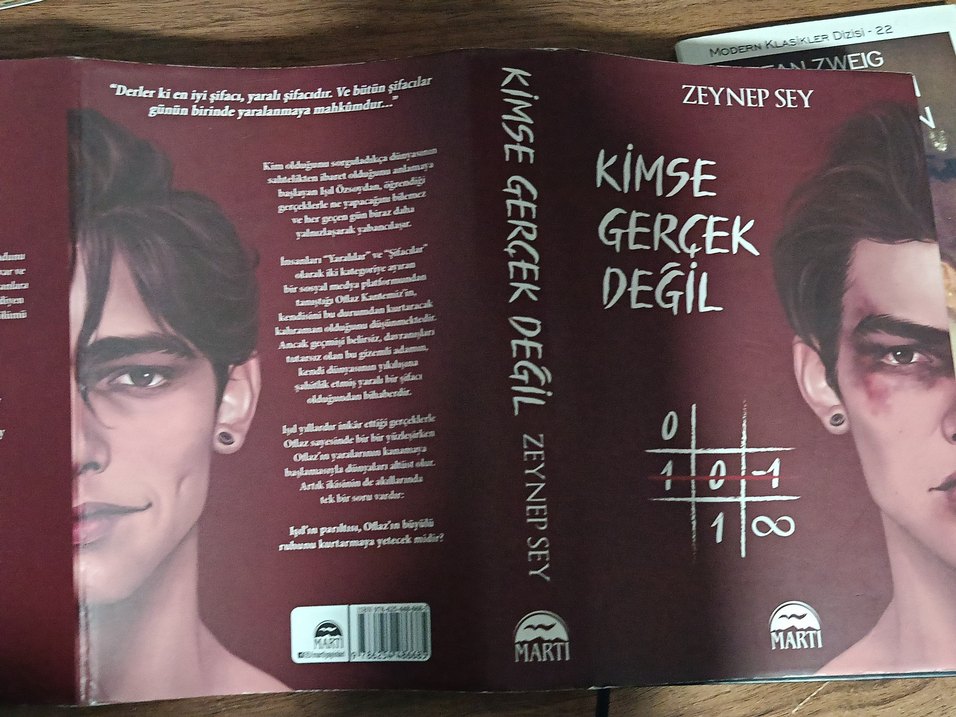 "Derler ki en iyi şifacı, yaralı şifacıdır. Ve bütün şifacılar
günün birinde yaralanmaya mahkûmdur..."
Kim olduğunu sorguladıkça dünyasının
sahtelikten ibaret olduğunu anlamaya
başlayan Işıl Özsoydan, öğrendiği
gerçeklerle ne yapacağını bilemez
ve her geçen gün biraz daha
yalnızlaşarak yabancılaşır.
İnsanları "Yaralılar" ve "Şifacılar"
olarak iki kategoriye ayıran
bir sosyal medya platformundan
tanıştığı Oflaz Kantemiz'in,
kendisini bu durumdan kurtaracak
kahraman olduğunu düşünmektedir.
Ancak geçmişi belirsiz, davranışları
tutarsız olan bu gizemli adamın,
kendi dünyasının yıkılışına
şahitlik etmiş yaralı bir şifacı
olduğundan bihaberdir.
Işıl yıllardır inkâr ettiği gerçeklerle
Oflaz sayesinde bir bir yüzleşirken
Oflaz'ın yaralarının kanamaya
başlamasıyla dünyaları altüst olur.
Artık ikisinin de akıllarında
tek bir soru vardır:
Işıl'ın parıltısı, Oflaz'ın büyülü
ruhunu kurtarmaya yetecek midir?
MARTI
KİMSE GERÇEK DEĞİL ZEYNEP SEY
MARTI
ZEYNEP SEY
KİMSE
GERÇEK
DEĞİL
0
1 0 -1
1 ∞
MARTI
MODERN KLASİKLER DİZİSİ - 22
ZWEIG